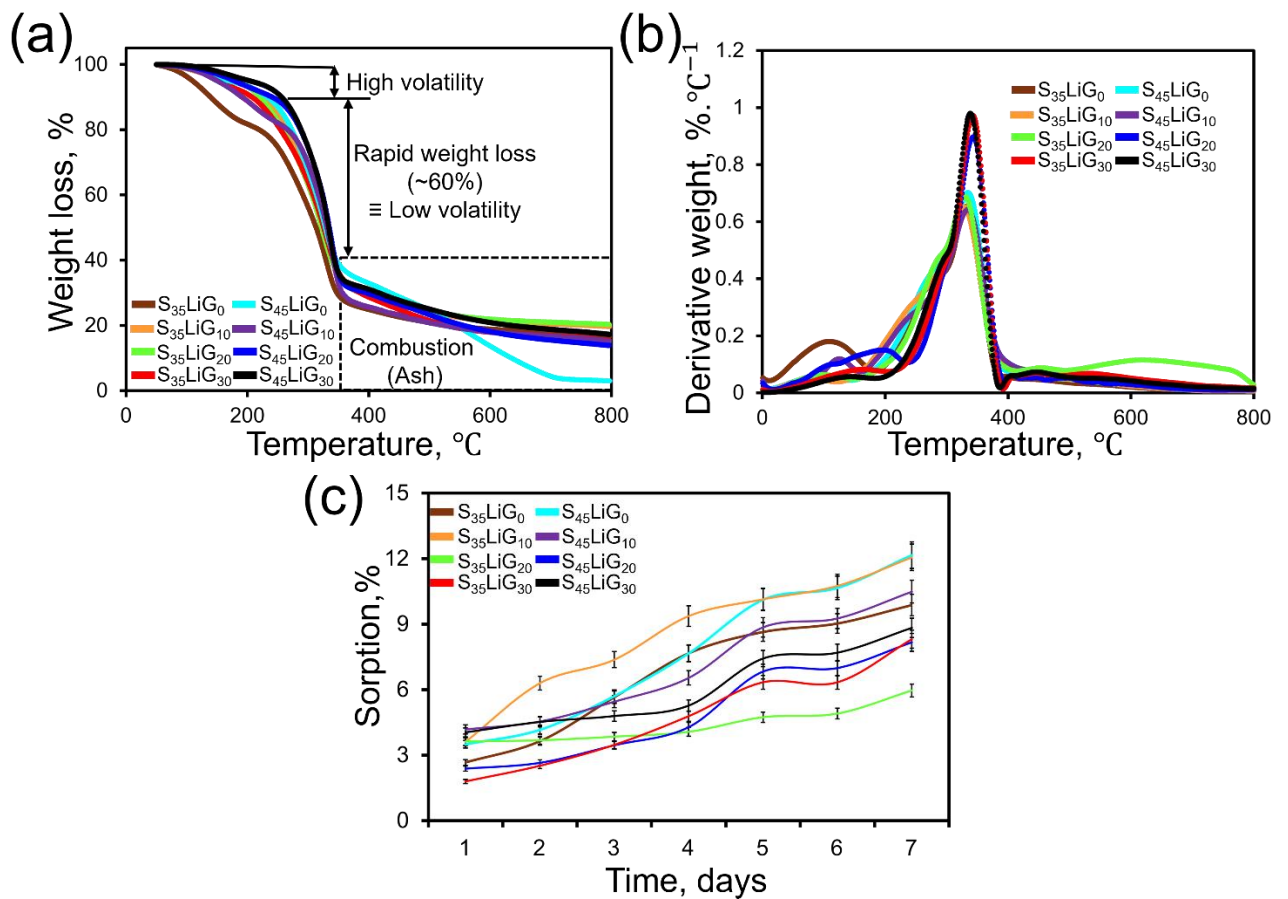 (a)
Weight loss, %
100
80
60
40
20
0
High volatility
Rapid weight loss
(~60%)
≡ Low volatility
S₃₅LiG₀ S₄₅LiG₀
S₃₅LiG₁₀ S₄₅LiG₁₀
S₃₅LiG₂₀ S₄₅LiG₂₀
S₃₅LiG₃₀ S₄₅LiG₃₀
Combustion
(Ash)
0 200 400 600 800
Temperature, °C
(b)
Derivative weight, %.°C⁻¹
1.2
1
0.8
0.6
0.4
0.2
0
S₃₅LiG₀ S₄₅LiG₀
S₃₅LiG₁₀ S₄₅LiG₁₀
S₃₅LiG₂₀ S₄₅LiG₂₀
S₃₅LiG₃₀ S₄₅LiG₃₀
0 200 400 600 800
Temperature, °C
(c)
Sorption, %
15
12
9
6
3
0
S₃₅LiG₀ S₄₅LiG₀
S₃₅LiG₁₀ S₄₅LiG₁₀
S₃₅LiG₂₀ S₄₅LiG₂₀
S₃₅LiG₃₀ S₄₅LiG₃₀
1 2 3 4 5 6 7
Time, days